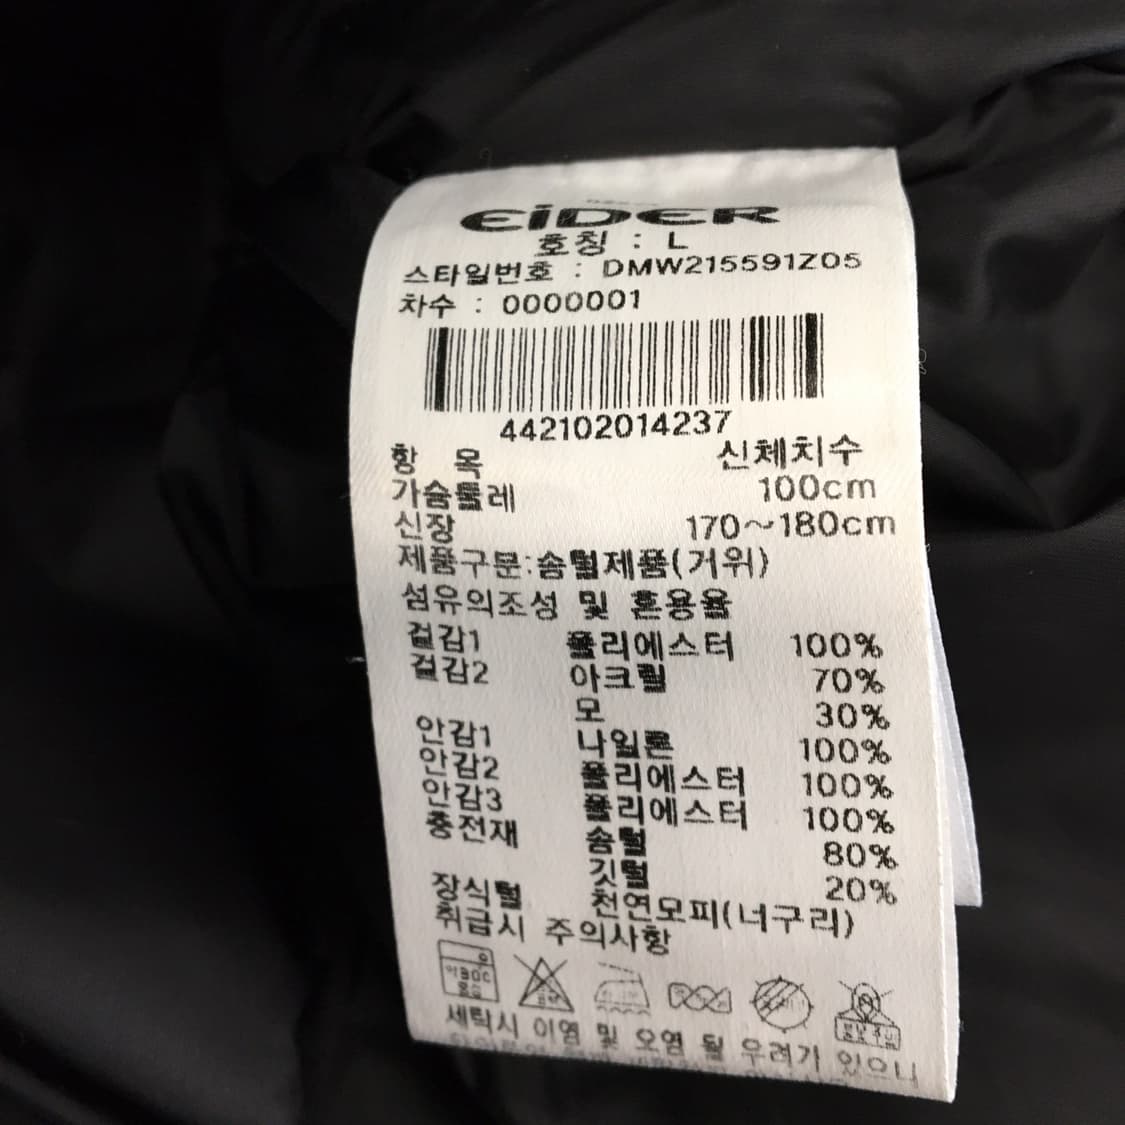 EiDER
호칭 : L
스타일번호 : DMW215591Z05
차수 : 0000001
442102014237
항 목 신체치수
가슴둘레 100cm
신장 170~180cm
제품구분:솜털제품(거위)
섬유의조성 및 혼용율
겉감1 폴리에스터 100%
겉감2 아크릴 70%
모 30%
안감1 나일론 100%
안감2 폴리에스터 100%
안감3 폴리에스터 100%
충전재 솜털 80%
깃털 20%
장식털 천연모피(너구리)
취급시 주의사항
세탁시 이염 및 오염 될 우려가 있으니